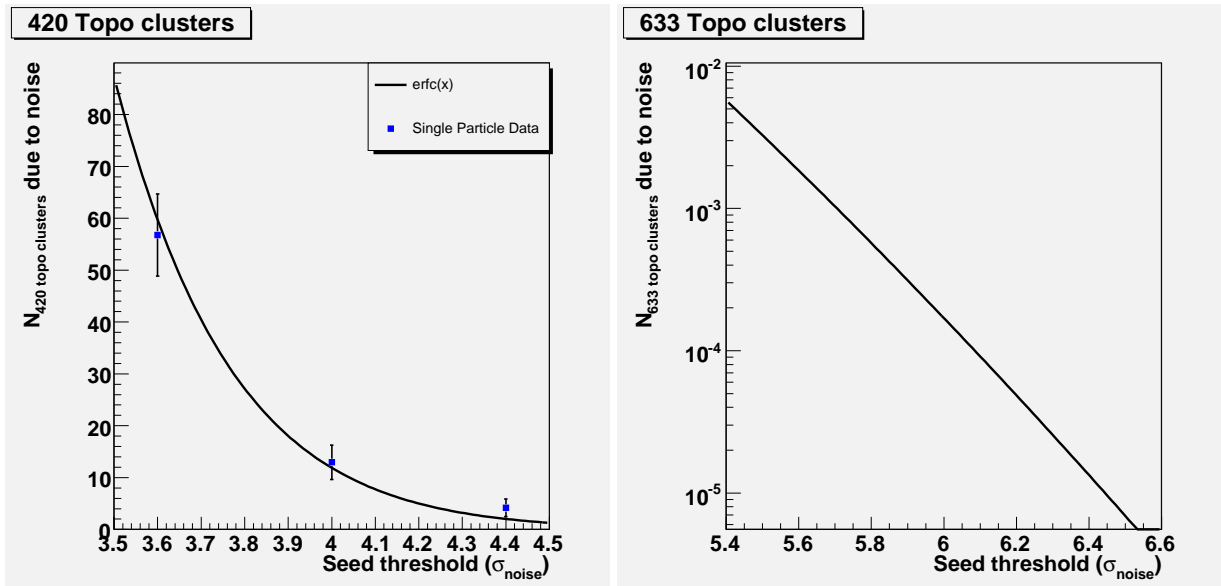 420 Topo clusters
N420 topo clusters due to noise
erfc(x)
Single Particle Data
80
70
60
50
40
30
20
10
0
3.5 3.6 3.7 3.8 3.9 4 4.1 4.2 4.3 4.4 4.5
Seed threshold (σnoise)
633 Topo clusters
N633 topo clusters due to noise
10-2
10-3
10-4
10-5
5.4 5.6 5.8 6 6.2 6.4 6.6
Seed threshold (σnoise)